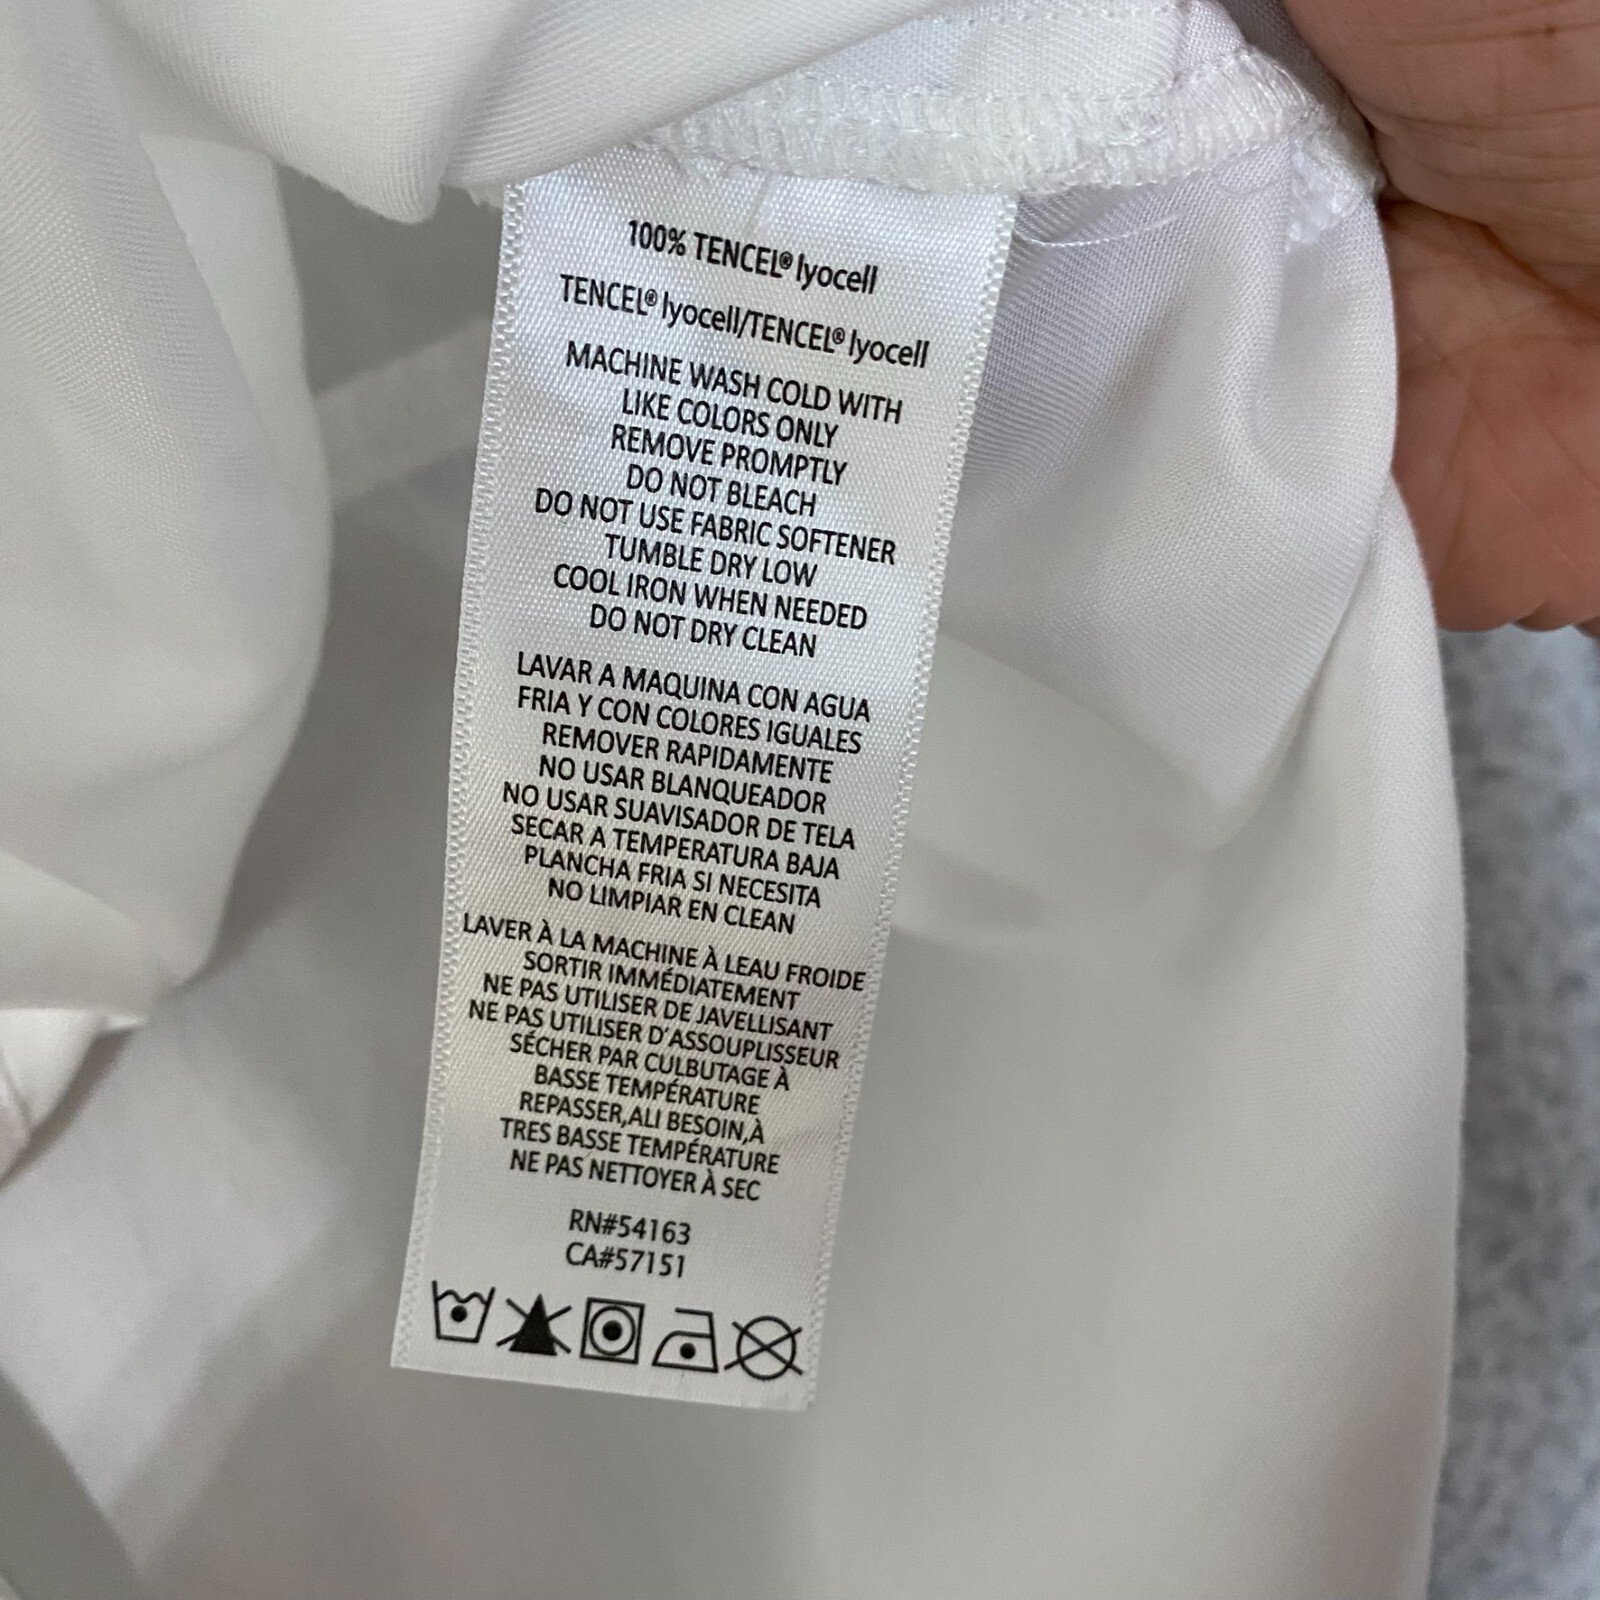 100% TENCEL® lyocell
TENCEL® lyocell/TENCEL® lyocell
MACHINE WASH COLD WITH
LIKE COLORS ONLY
REMOVE PROMPTLY
DO NOT BLEACH
DO NOT USE FABRIC SOFTENER
TUMBLE DRY LOW
COOL IRON WHEN NEEDED
DO NOT DRY CLEAN
LAVAR A MAQUINA CON AGUA
FRIA Y CON COLORES IGUALES
REMOVER RAPIDAMENTE
NO USAR BLANQUEADOR
NO USAR SUAVISADOR DE TELA
SECAR A TEMPERATURA BAJA
PLANCHA FRIA SI NECESITA
NO LIMPIAR EN CLEAN
LAVER À LA MACHINE À LEAU FROIDE
SORTIR IMMÉDIATEMENT
NE PAS UTILISER DE JAVELLISANT
NE PAS UTILISER D'ASSOUPLISSEUR
SÉCHER PAR CULBUTAGE À
BASSE TEMPÉRATURE
REPASSER,ALI BESOIN,À
TRES BASSE TEMPÉRATURE
NE PAS NETTOYER À SEC
RN#54163
CA#57151